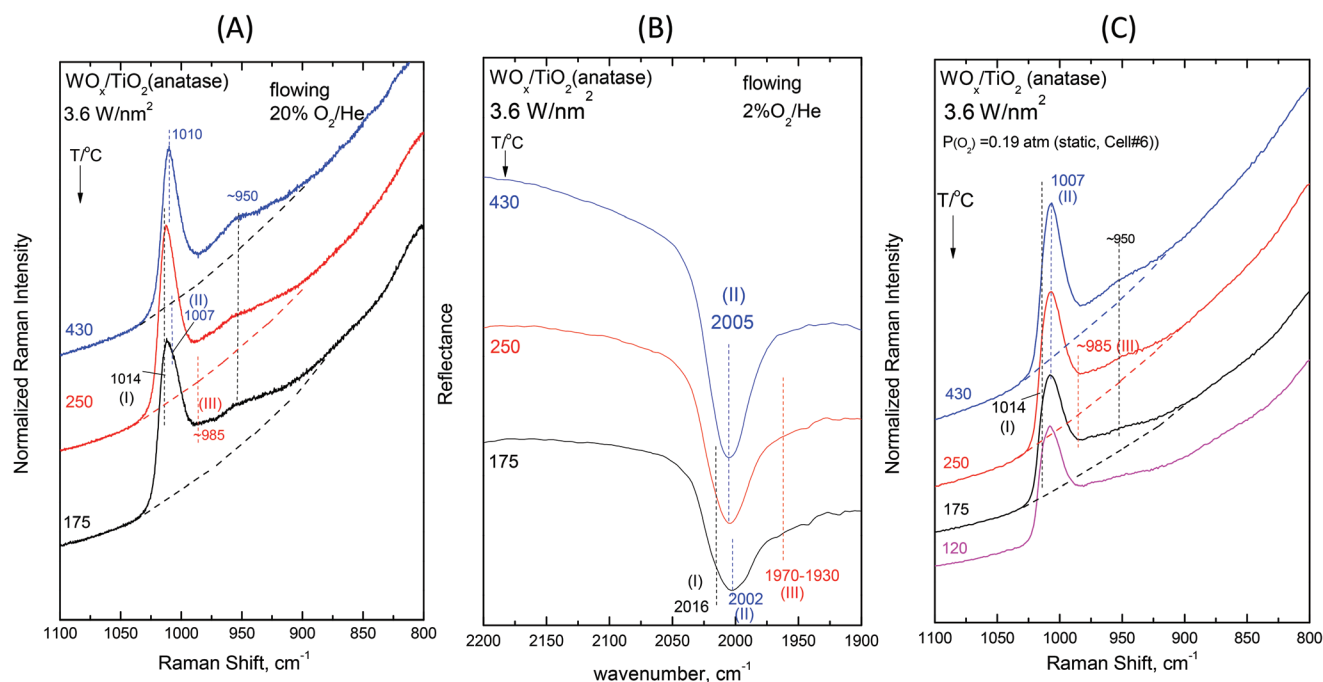 (A)
WOx/TiO2(anatase)
3.6 W/nm2
flowing
20% O2/He
T/oC
1010
~950
430
(II)
1007
250
1014
(I)
(III)
~985
175
Normalized Raman Intensity
1100 1050 1000 950 900 850 800
Raman Shift, cm-1
(B)
WOx/TiO2(anatase)
3.6 W/nm2
flowing
2%O2/He
T/oC
430
(II)
2005
250
175
(I)
2016
2002
(II)
1970-1930
(III)
Reflectance
2200 2150 2100 2050 2000 1950 1900
wavenumber, cm-1
(C)
WOx/TiO2 (anatase)
3.6 W/nm2
P(O2) =0.19 atm (static, Cell#6))
T/oC
1007
(II)
~950
430
~985 (III)
1014
(I)
250
175
120
Normalized Raman Intensity
1100 1050 1000 950 900 850 800
Raman Shift, cm-1